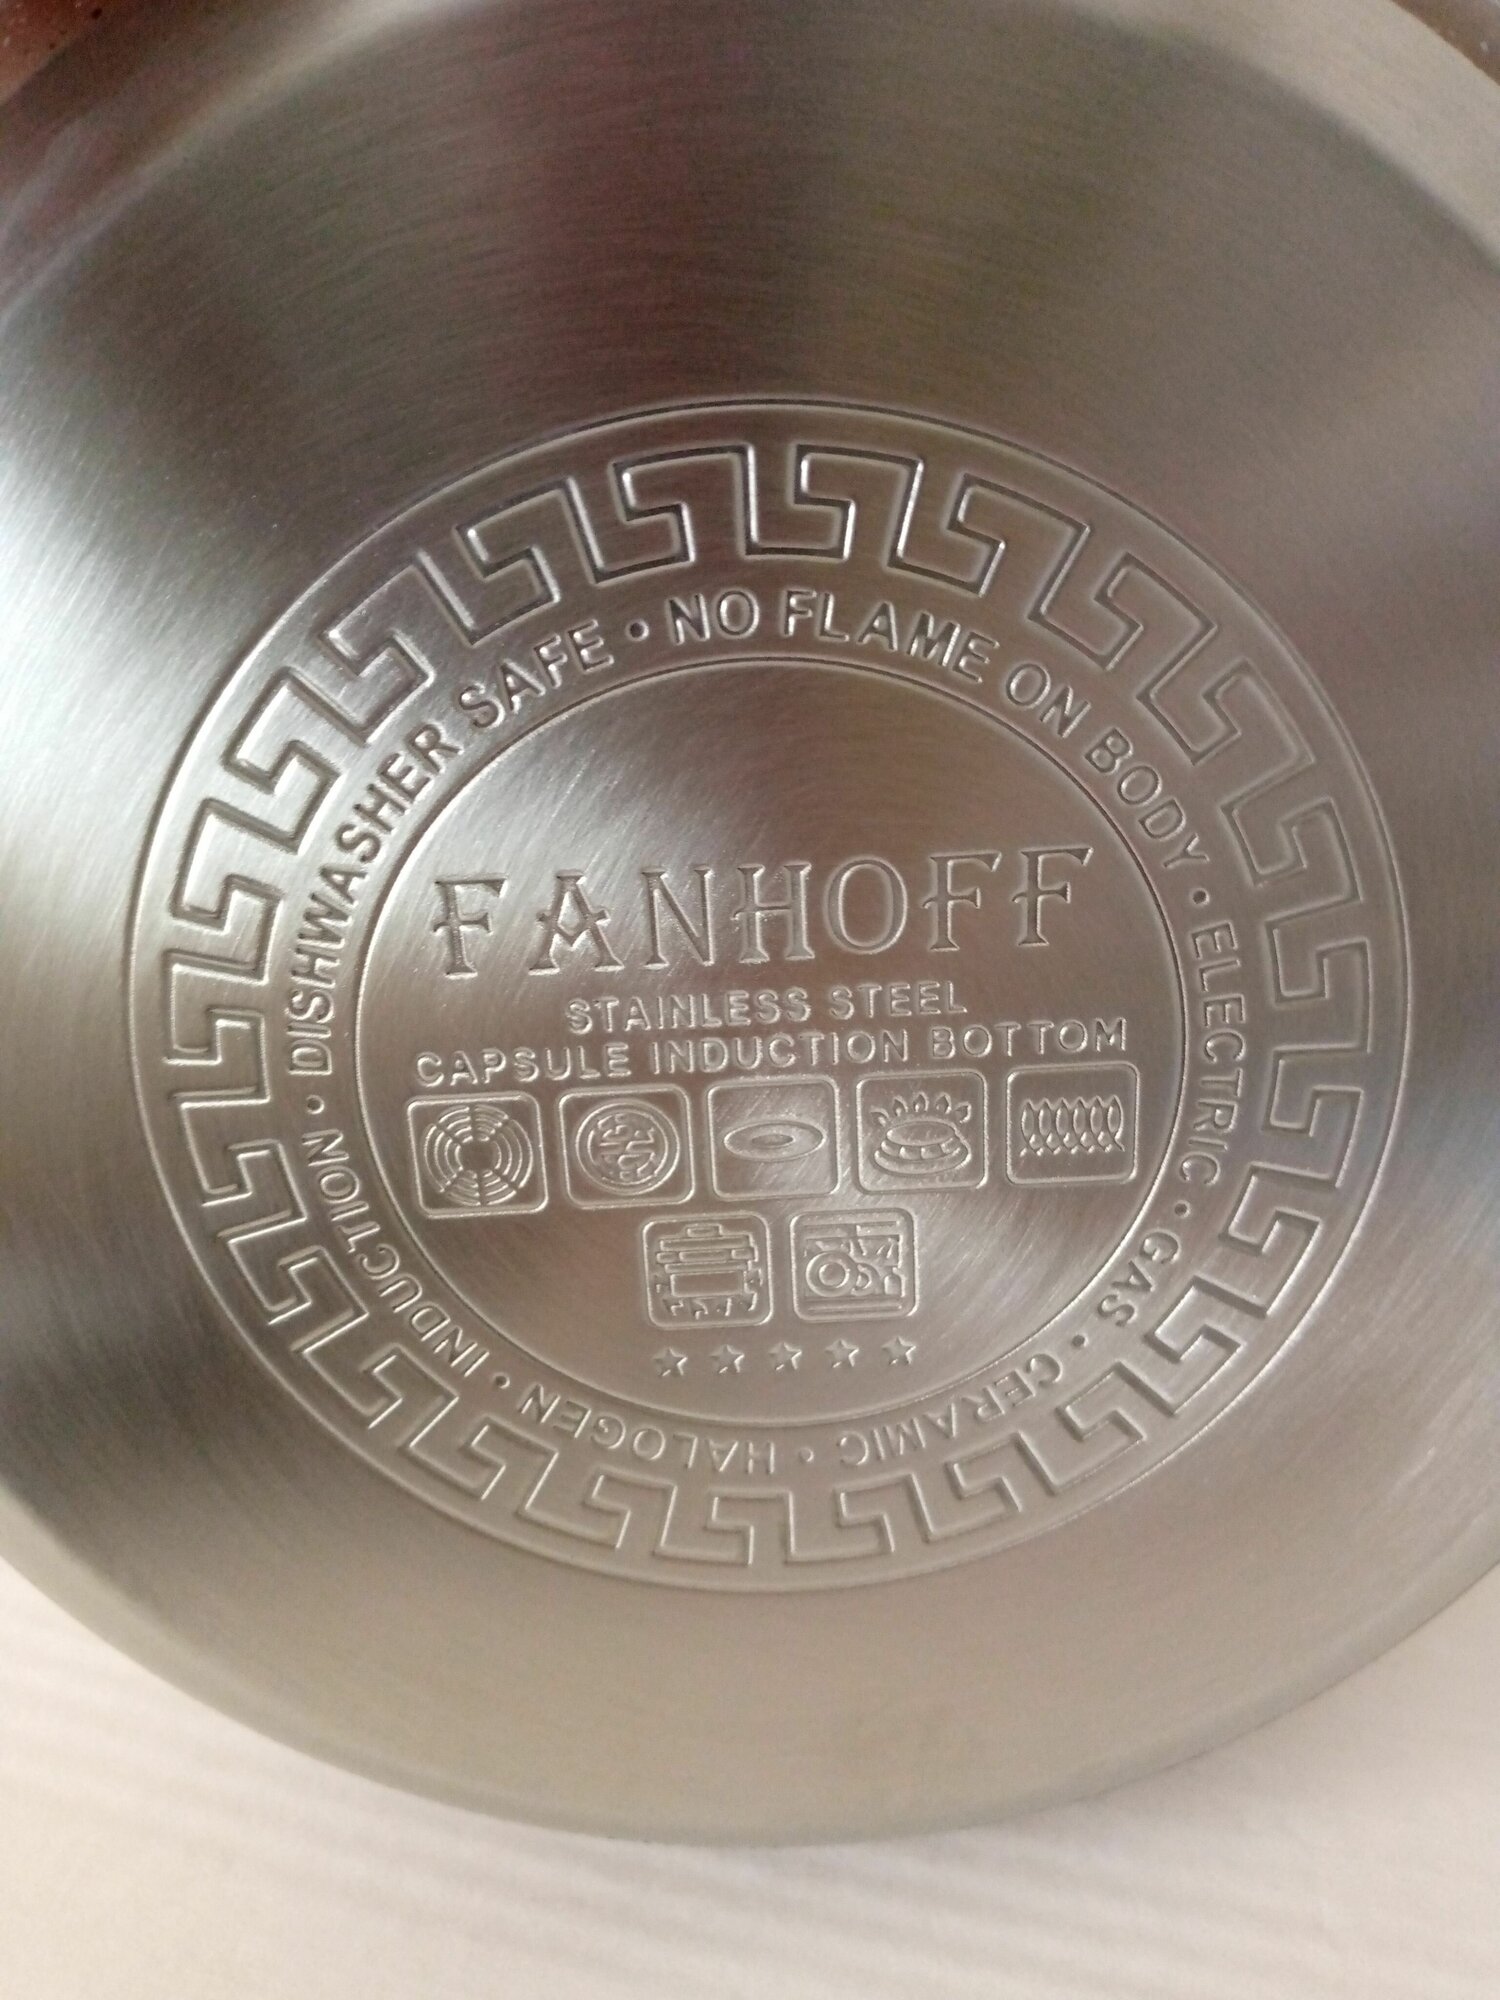 DISHWASHER SAFE • NO FLAME ON BODY • ELECTRIC • GAS • CERAMIC • HALOGEN • INDUCTION •
FANHOFF
STAINLESS STEEL
CAPSULE INDUCTION BOTTOM